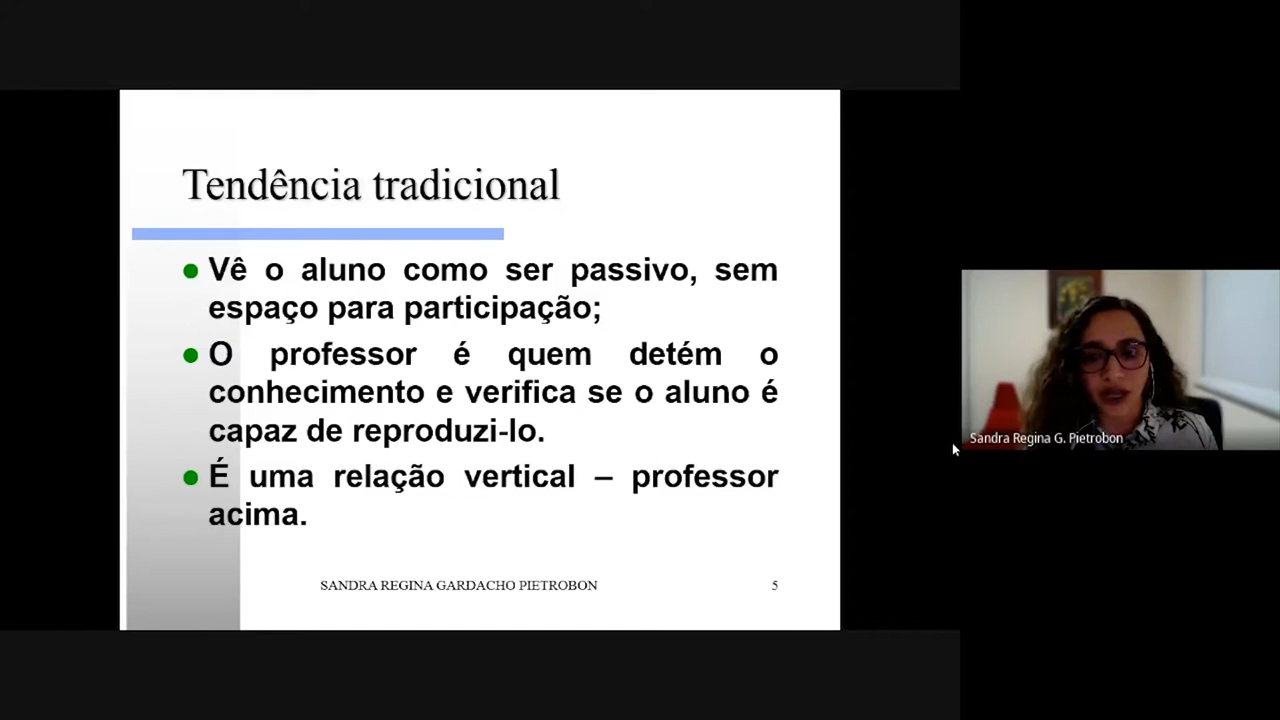 Tendência tradicional
Vê o aluno como ser passivo, sem
espaço para participação;
O professor é quem detém o
conhecimento e verifica se o aluno é
capaz de reproduzi-lo.
É uma relação vertical – professor
acima.
SANDRA REGINA GARDACHO PIETROBON
5
Sandra Regina G. Pietrobon